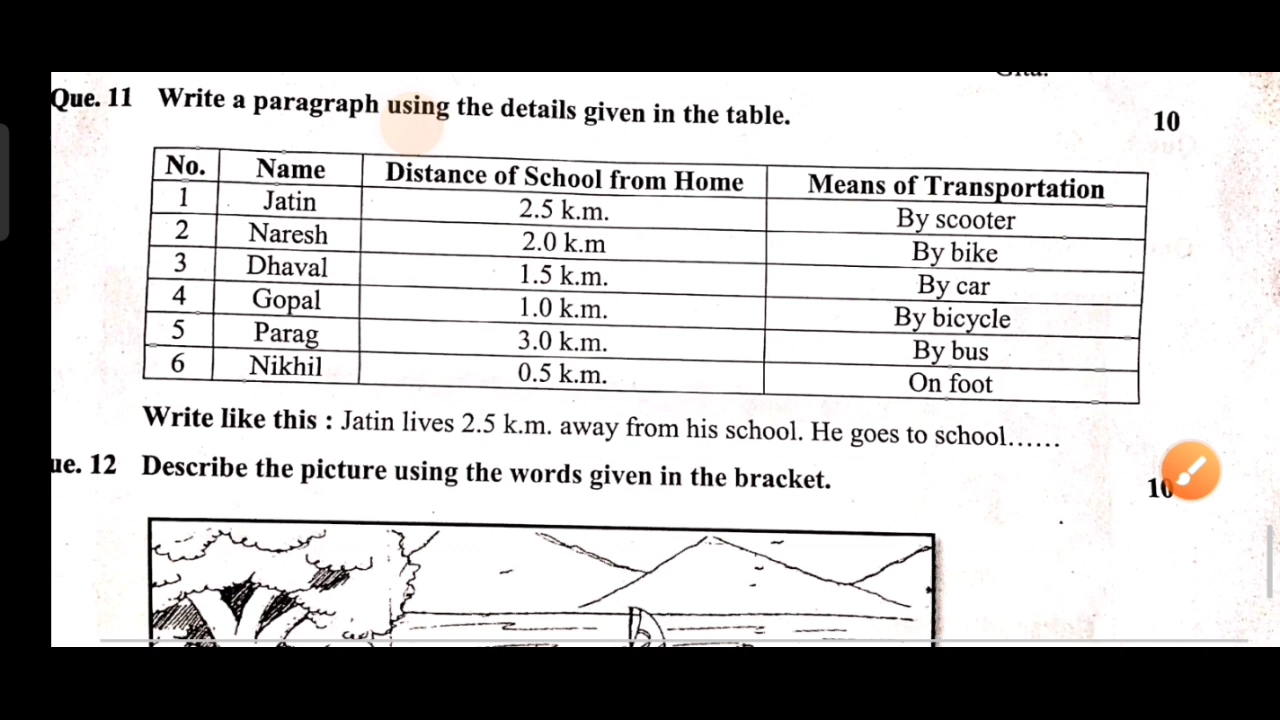 Que. 11 Write a paragraph using the details given in the table. 10
No. Name Distance of School from Home Means of Transportation
1 Jatin 2.5 k.m. By scooter
2 Naresh 2.0 k.m By bike
3 Dhaval 1.5 k.m. By car
4 Gopal 1.0 k.m. By bicycle
5 Parag 3.0 k.m. By bus
6 Nikhil 0.5 k.m. On foot
Write like this : Jatin lives 2.5 k.m. away from his school. He goes to school......
ue. 12 Describe the picture using the words given in the bracket. 10